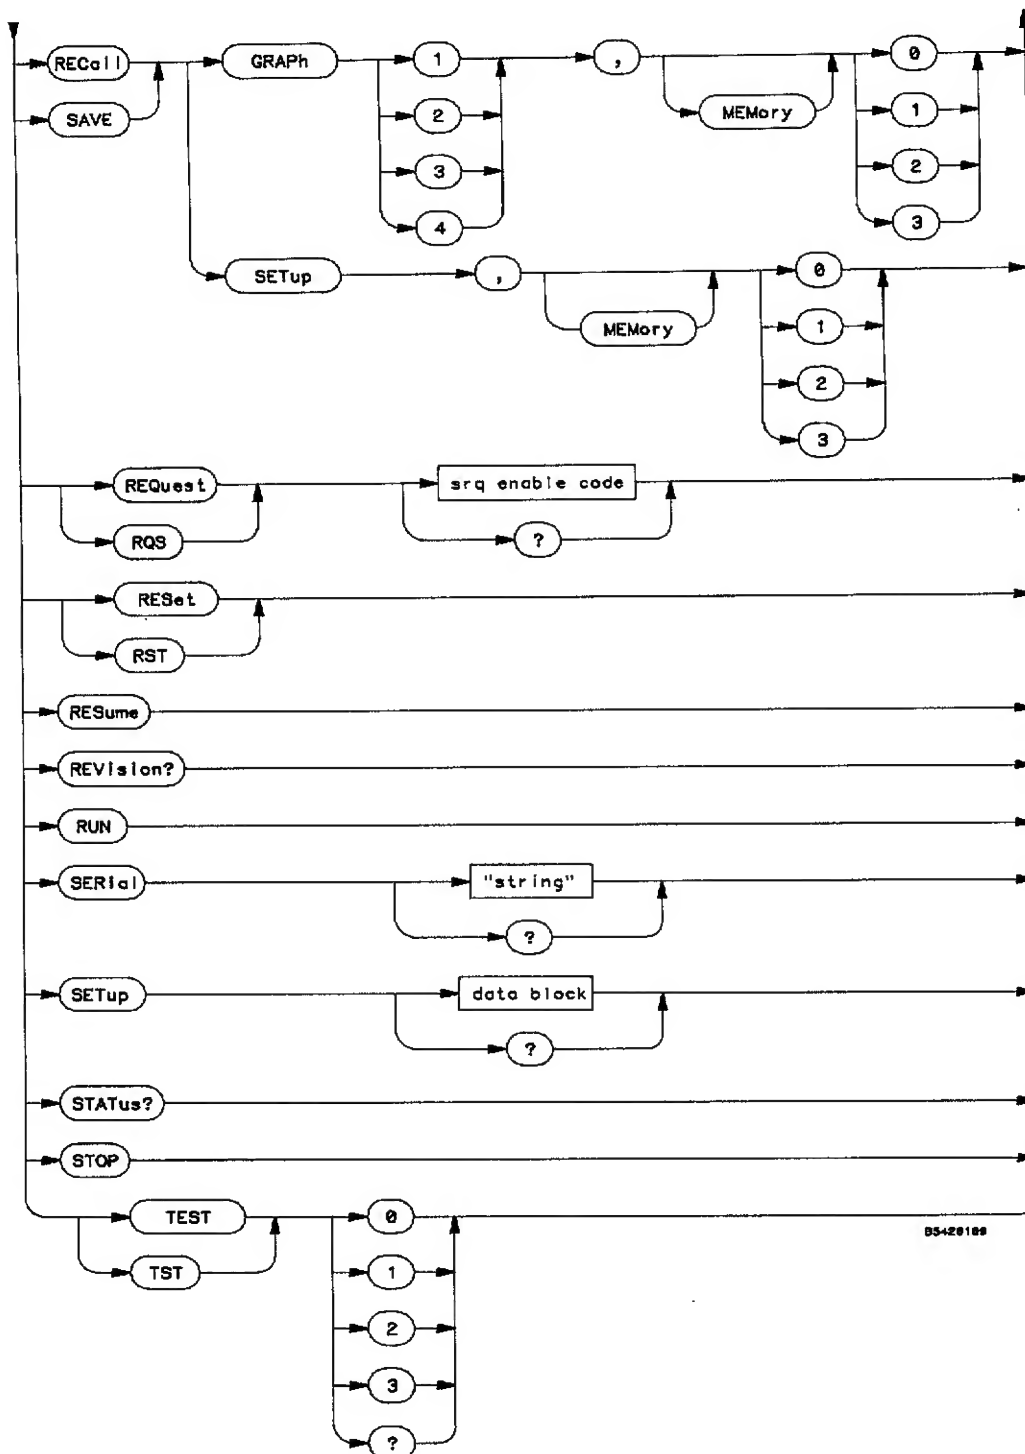 RECall GRAPh 1 , 0
SAVE 2 MEMory 1
3 2
4 3
SETup , 0
MEMory 1
2
3
REQuest srq enable code
RQS ?
RESet
RST
RESume
REVision?
RUN
SERial "string"
?
SETup data block
?
STATus?
STOP
TEST 0
TST 1
2
3
?